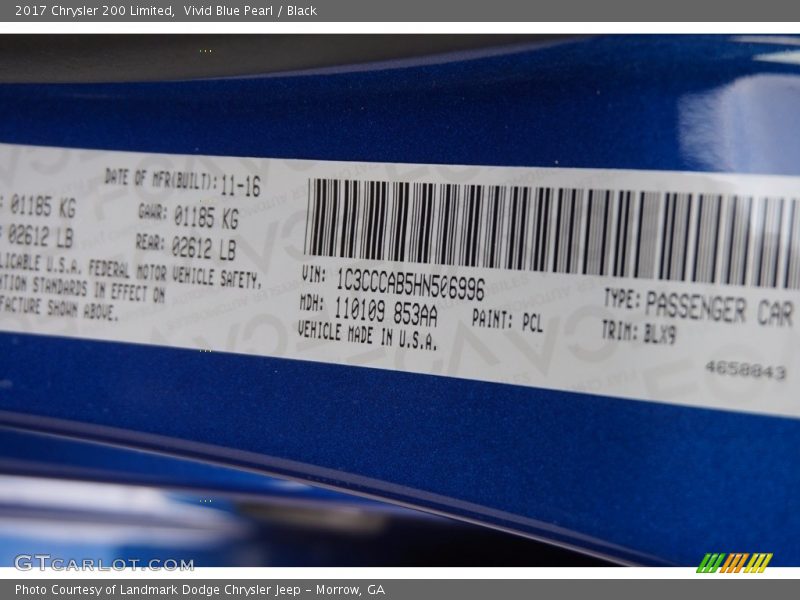 2017 Chrysler 200 Limited, Vivid Blue Pearl / Black
DATE OF MFR(BUILT): 11-16
01185 KG GAWR: 01185 KG
02612 LB REAR: 02612 LB
LICABLE U.S.A. FEDERAL MOTOR VEHICLE SAFETY,
TION STANDARDS IN EFFECT ON
FACTURE SHOWN ABOVE.
VIN: 1C3CCCAB5HN506996
MDH: 110109 853AA PAINT: PCL
VEHICLE MADE IN U.S.A.
TYPE: PASSENGER CAR
TRIM: BLX9
4658843
GTCARLOT.COM
Photo Courtesy of Landmark Dodge Chrysler Jeep – Morrow, GA